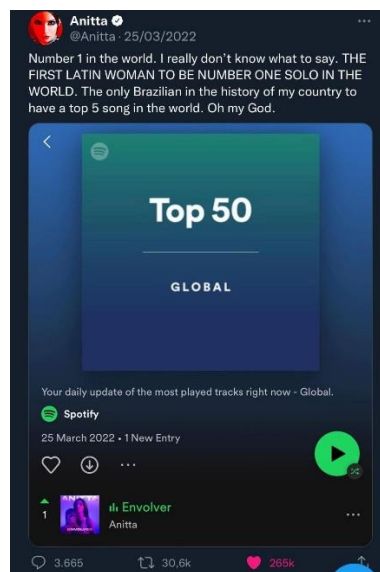 Anitta
@Anitta · 25/03/2022
Number 1 in the world. I really don't know what to say. THE
FIRST LATIN WOMAN TO BE NUMBER ONE SOLO IN THE
WORLD. The only Brazilian in the history of my country to
have a top 5 song in the world. Oh my God.
Top 50
GLOBAL
Your daily update of the most played tracks right now - Global.
Spotify
25 March 2022 • 1 New Entry
1
Envolver
Anitta
3.665
30,6k
265k